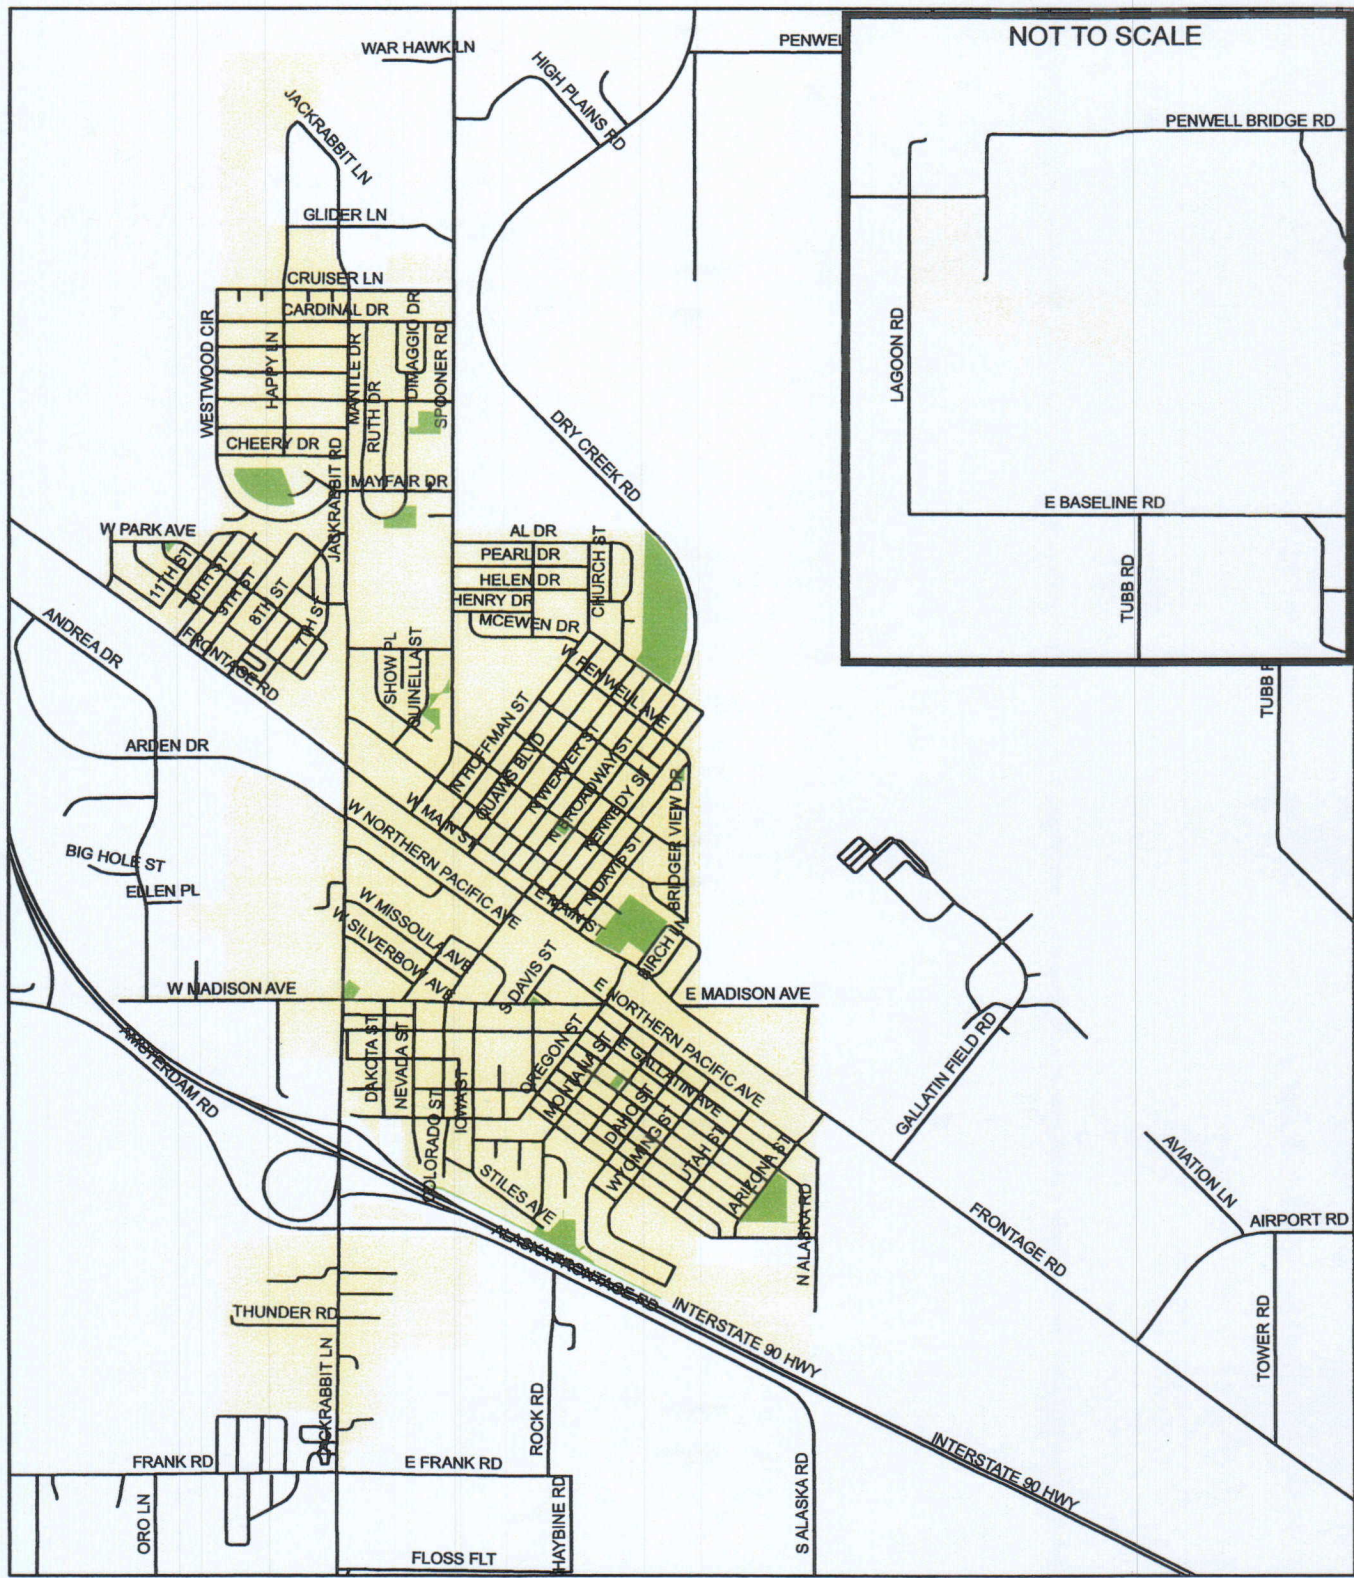 NOT TO SCALE
WAR HAWK LN
HIGH PLAINS RD
PENWEL
JACKRABBIT LN
PENWELL BRIDGE RD
GLIDER LN
CRUISER LN
CARDINAL DR
WESTWOOD CIR
HAPPY LN
MANTLE DR
RUTH DR
DIMAGGIO DR
SPOONER RD
LAGOON RD
CHEERY DR
DRY CREEK RD
JACKRABBIT RD
MAYFAIR DR
E BASELINE RD
W PARK AVE
AL DR
PEARL DR
HELEN DR
HENRY DR
MCEWEN DR
CHURCH ST
TUBB RD
11TH ST
9TH ST
8TH ST
7TH ST
ANDREA DR
FRONTAGE RD
SHOW PL
QUINELLA ST
W PENWELL AVE
TUBB R
ARDEN DR
N HOFFMAN ST
QUAWS BLVD
N WEAVER ST
N BROADWAY ST
KENNEDY ST
N DAVIS ST
BRIDGER VIEW DR
W MAIN ST
W NORTHERN PACIFIC AVE
E MAIN ST
BIG HOLE ST
ELLEN PL
W MISSOULA AVE
W SILVERBOW AVE
S DAVIS ST
BIRCH LN
W MADISON AVE
E MADISON AVE
E NORTHERN PACIFIC AVE
AMSTERDAM RD
DAKOTA ST
NEVADA ST
COLORADO ST
IOWA ST
OREGON ST
MONTANA ST
E GALLATIN AVE
IDAHO ST
WYOMING ST
UTAH ST
ARIZONA ST
GALLATIN FIELD RD
AVIATION LN
AIRPORT RD
STILES AVE
N ALASKA RD
FRONTAGE RD
ALASKA FRONTAGE RD
INTERSTATE 90 HWY
THUNDER RD
JACKRABBIT LN
TOWER RD
ROCK RD
FRANK RD
E FRANK RD
INTERSTATE 90 HWY
ORO LN
HAYBINE RD
S ALASKA RD
FLOSS FLT